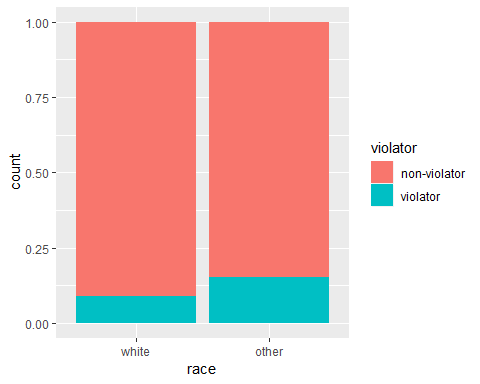 1.00
0.75
0.50
0.25
0.00
count
white other
race
violator
non-violator
violator